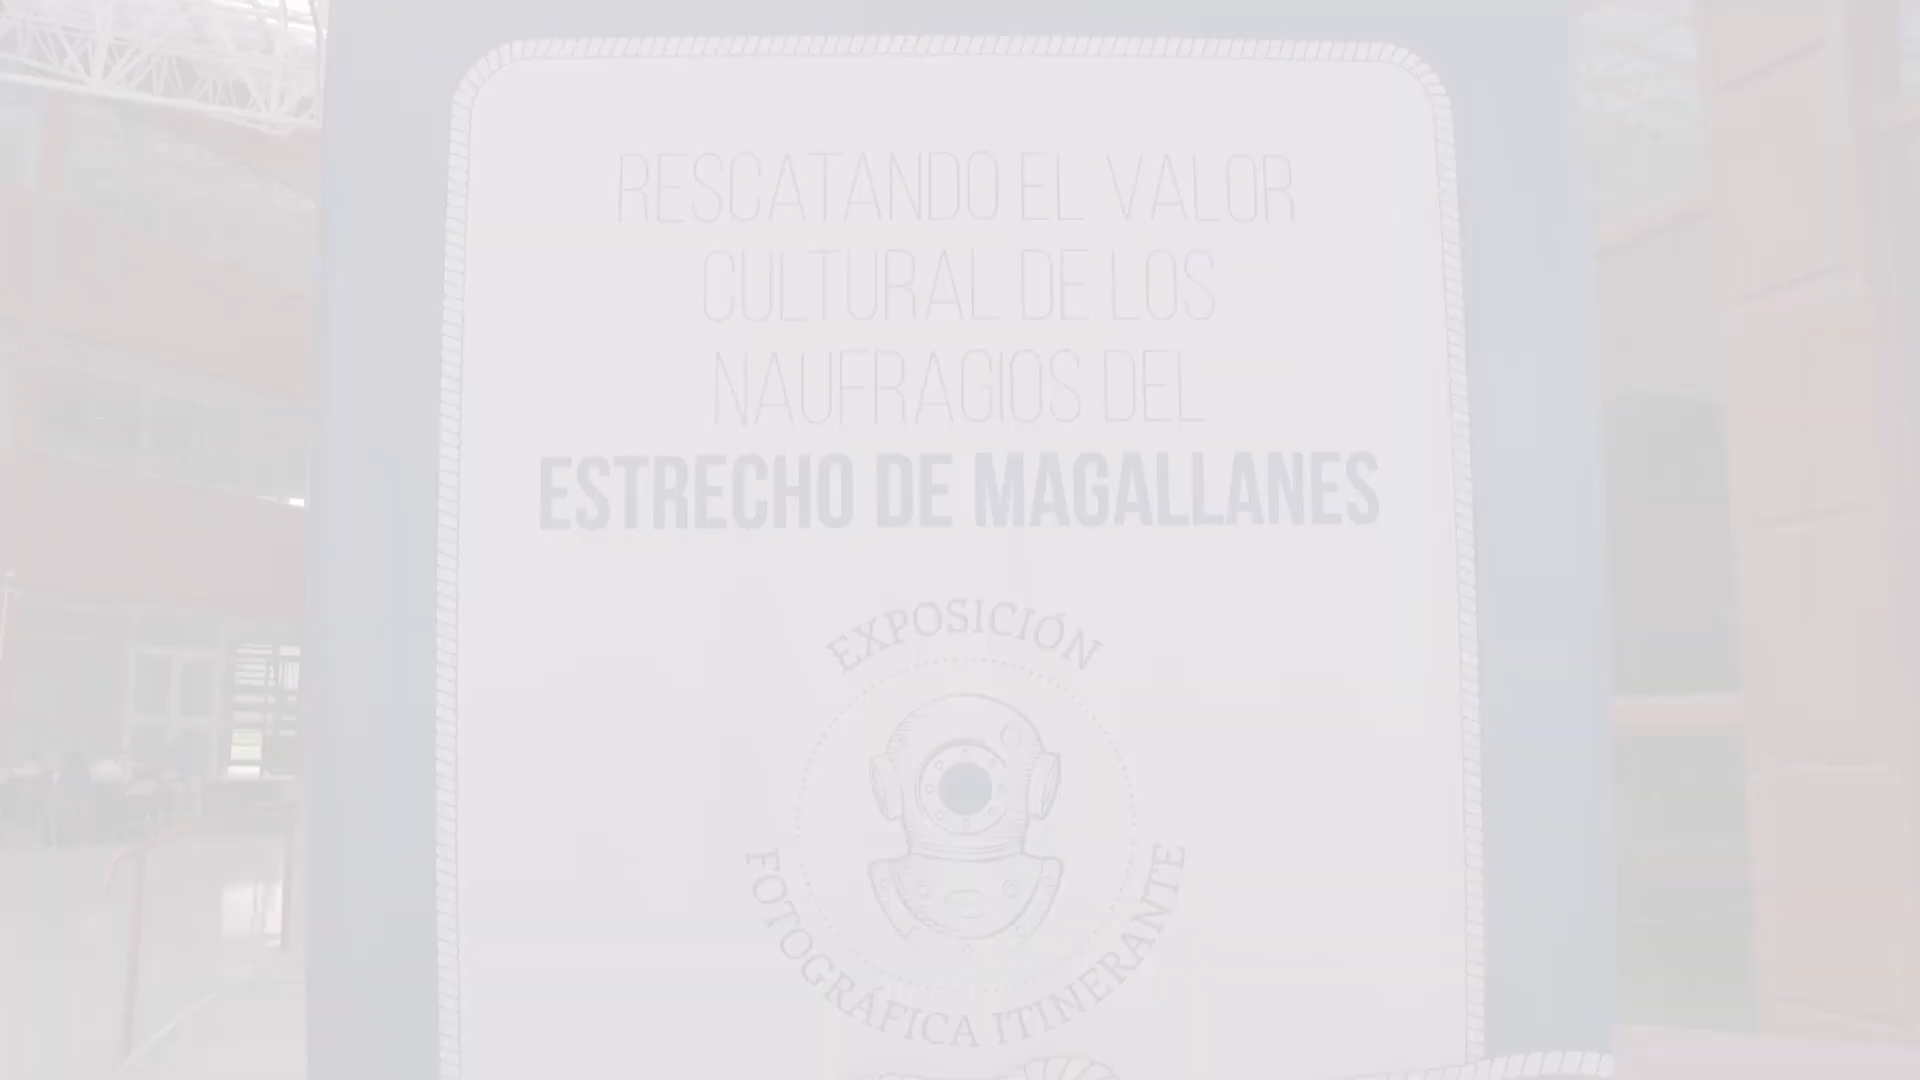 RESCATANDO EL VALOR
CULTURAL DE LOS
NAUFRAGIOS DEL
ESTRECHO DE MAGALLANES
EXPOSICIÓN
FOTOGRÁFICA ITINERANTE